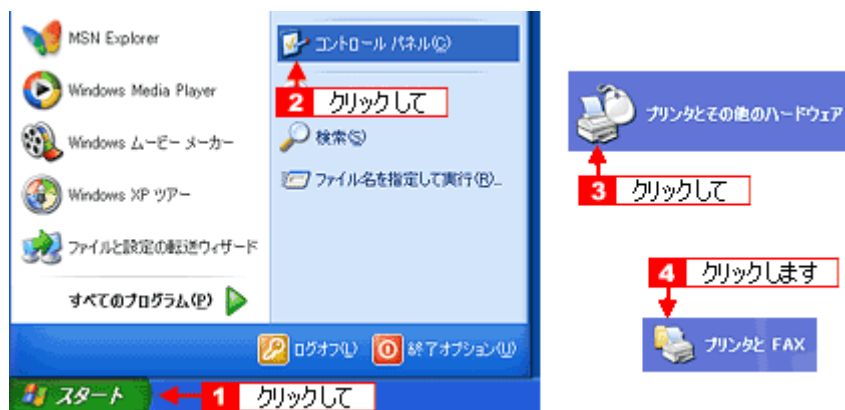 MSN Explorer
Windows Media Player
Windows ムービー メーカー
Windows XP ツアー
ファイルと設定の転送ウィザード
すべてのプログラム(P)
コントロール パネル(C)
2 クリックして
検索(S)
ファイル名を指定して実行(R)...
ログオフ(L)
終了オプション(U)
スタート
1 クリックして
プリンタとその他のハードウェア
3 クリックして
4 クリックします
プリンタと FAX